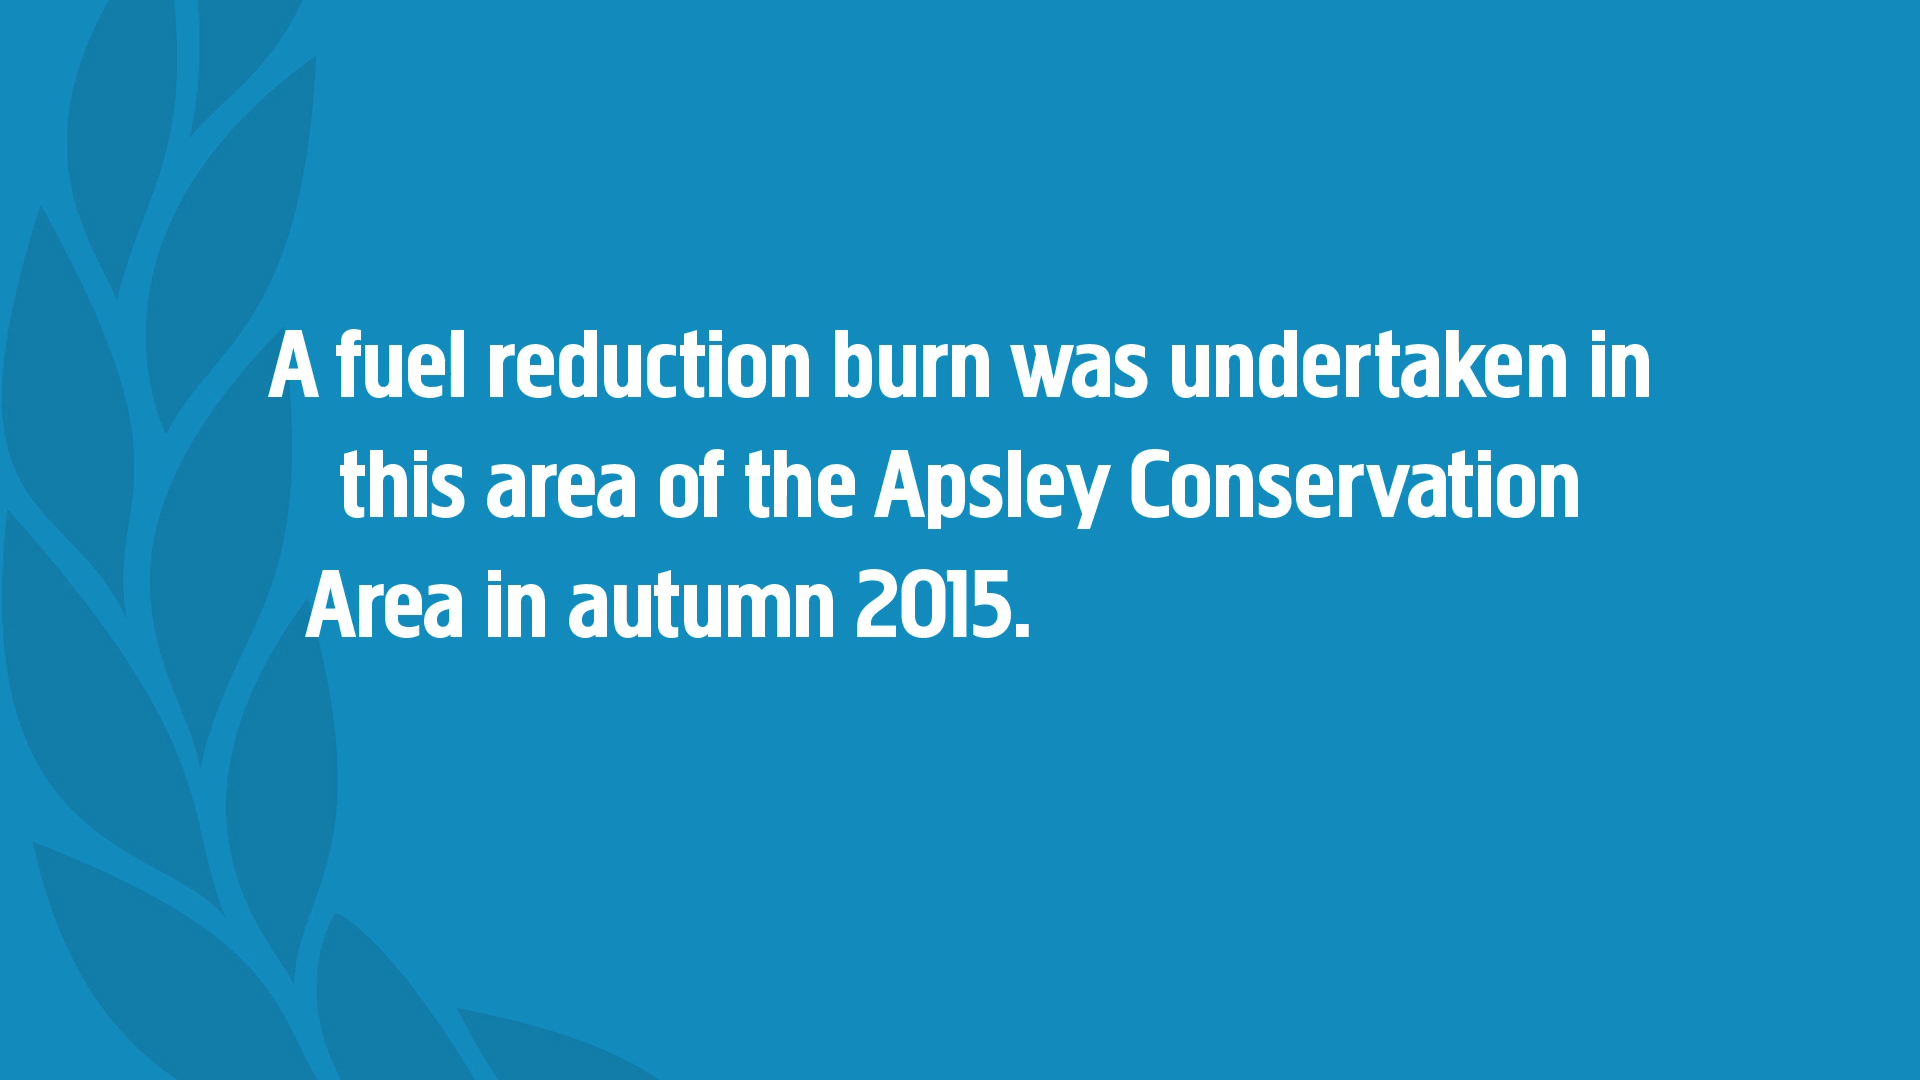 A fuel reduction burn was undertaken in
this area of the Apsley Conservation
Area in autumn 2015.